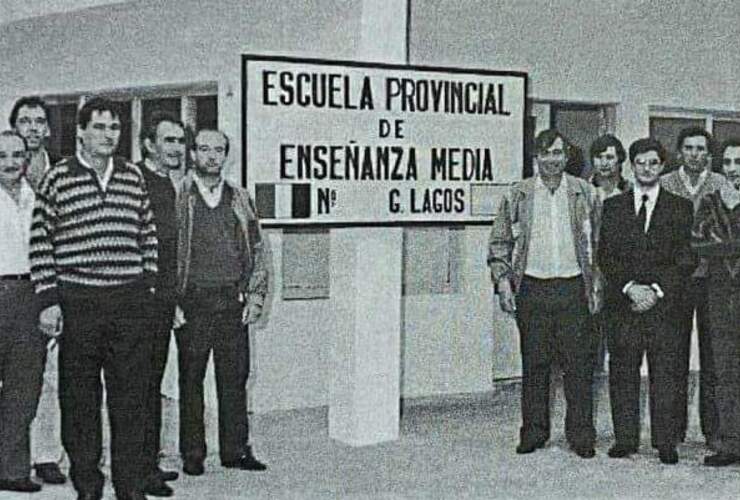 ESCUELA PROVINCIAL
DE
ENSEÑANZA MEDIA
Nº G. LAGOS